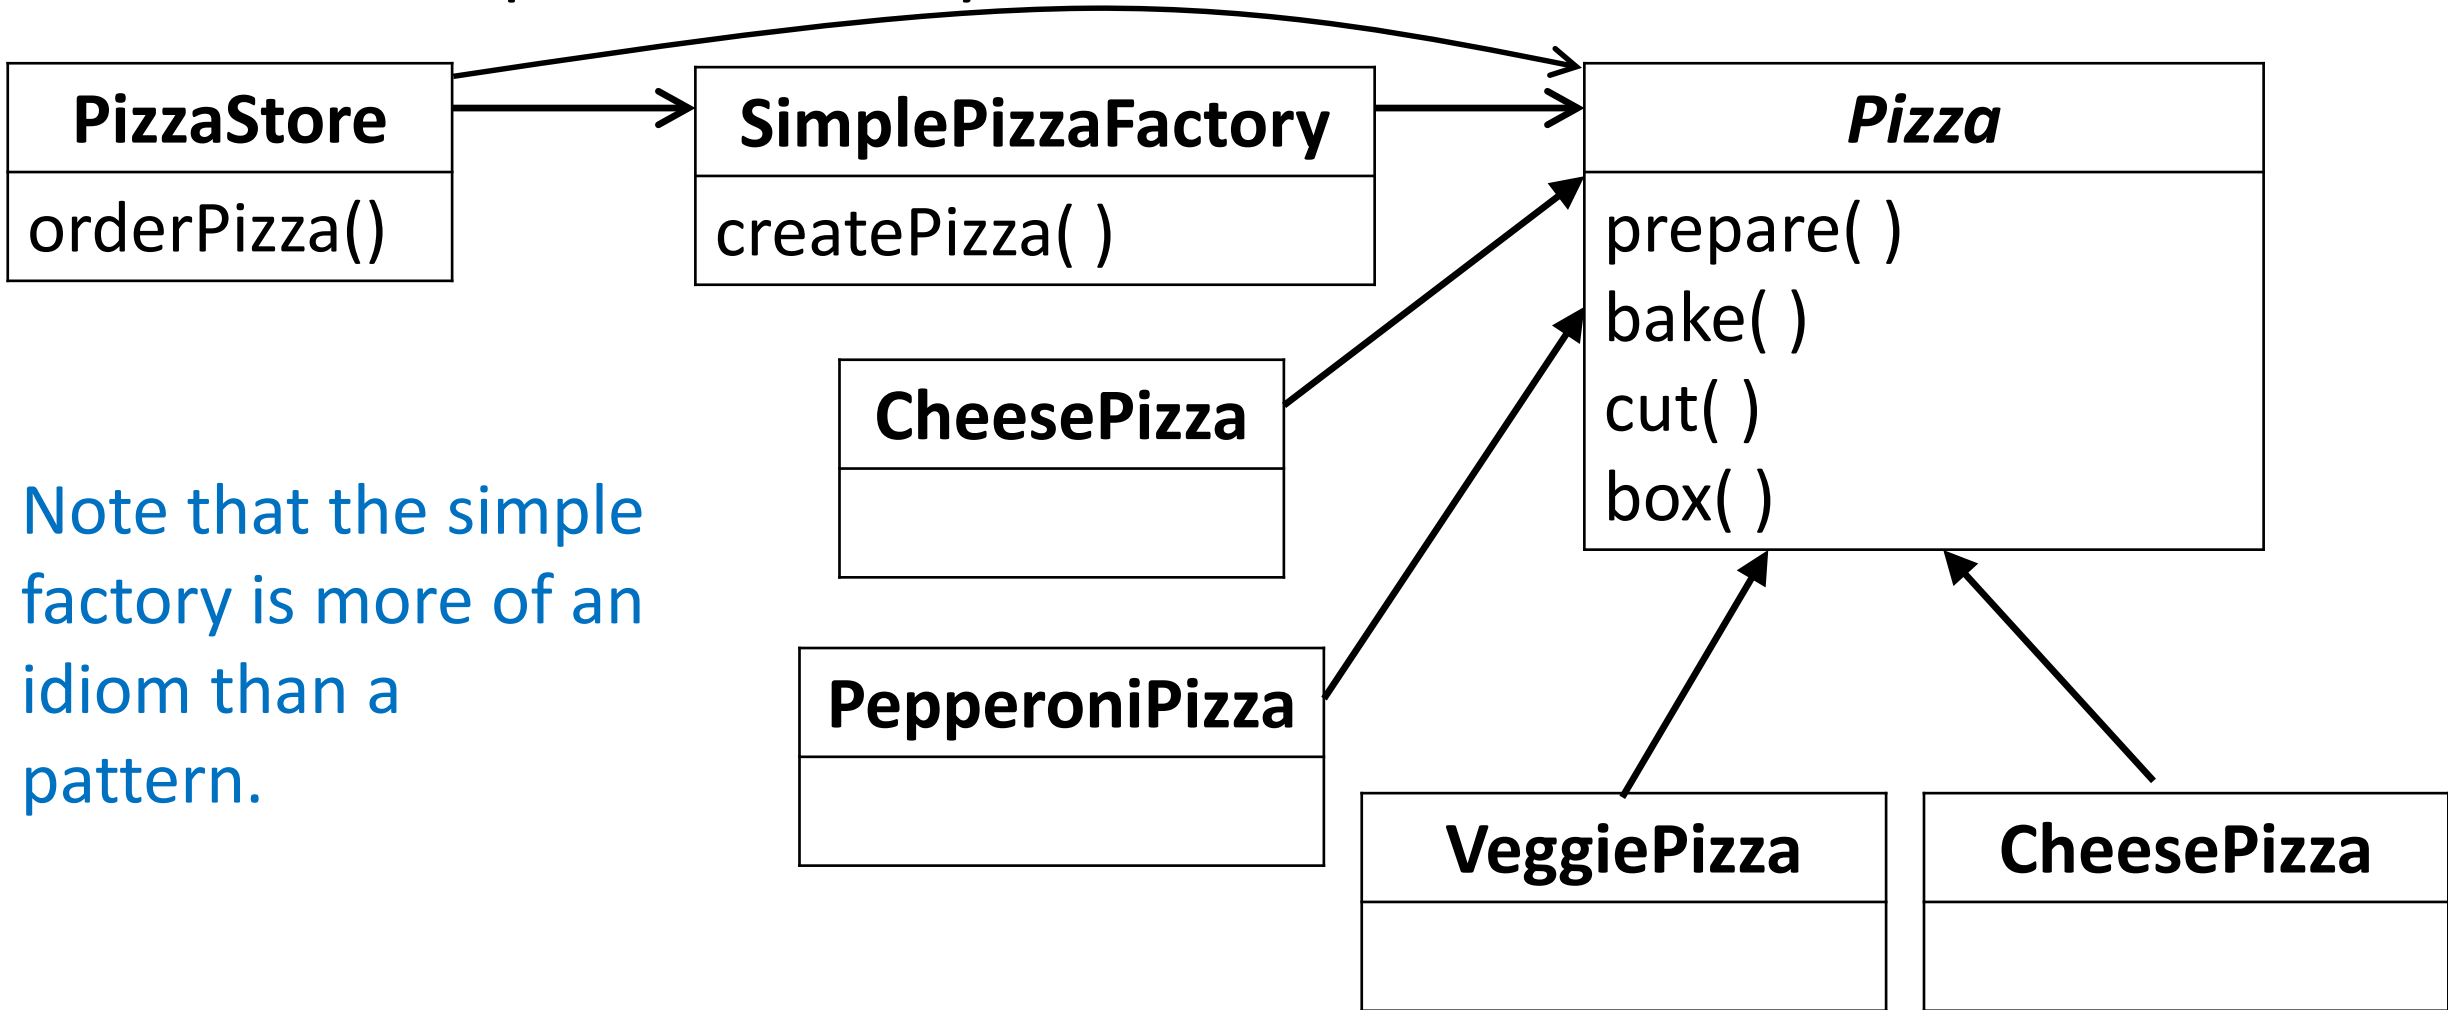 PizzaStore
orderPizza()
SimplePizzaFactory
createPizza( )
Pizza
prepare( )
bake( )
cut( )
box( )
CheesePizza
PepperoniPizza
VeggiePizza
CheesePizza
Note that the simple
factory is more of an
idiom than a
pattern.